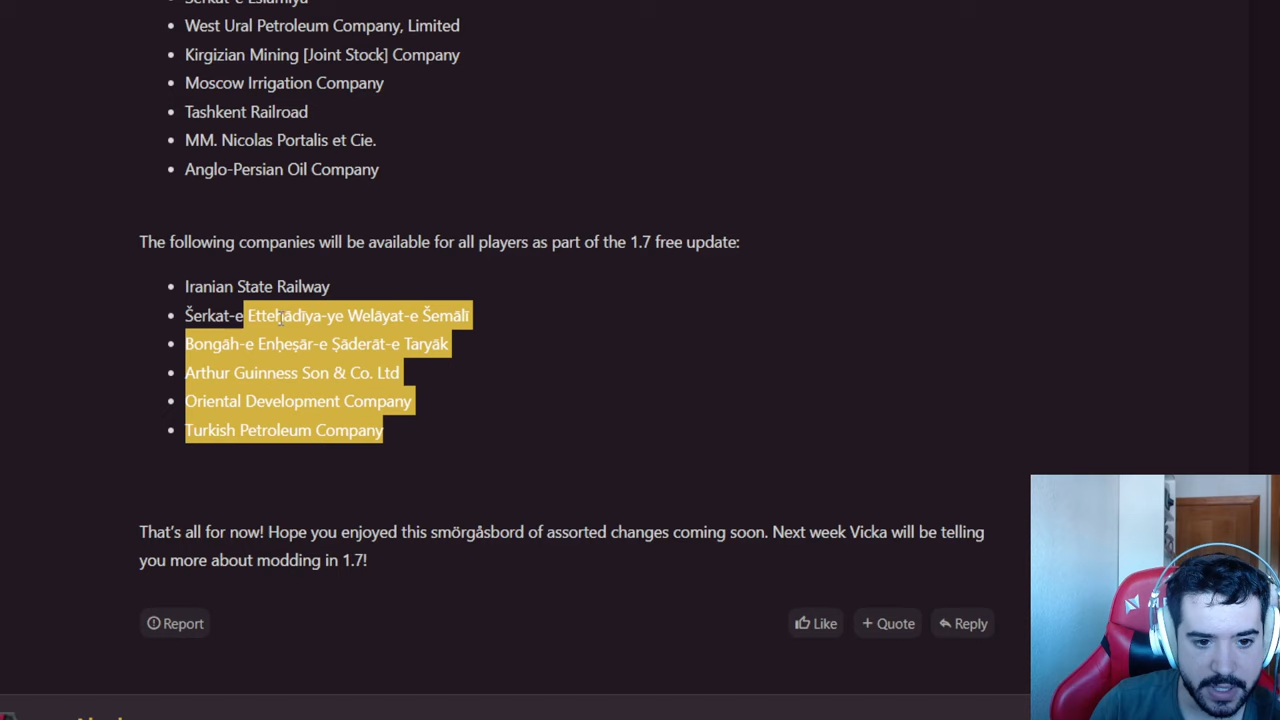 West Ural Petroleum Company, Limited
Kirgizian Mining [Joint Stock] Company
Moscow Irrigation Company
Tashkent Railroad
MM. Nicolas Portalis et Cie.
Anglo-Persian Oil Company
The following companies will be available for all players as part of the 1.7 free update:
Iranian State Railway
Šerkat-e Etteḥādīya-ye Welāyat-e Šemālī
Bongāh-e Enḥeṣār-e Ṣāderāt-e Taryāk
Arthur Guinness Son & Co. Ltd
Oriental Development Company
Turkish Petroleum Company
That’s all for now! Hope you enjoyed this smörgåsbord of assorted changes coming soon. Next week Vicka will be telling
you more about modding in 1.7!
Report
Like
+ Quote
Reply